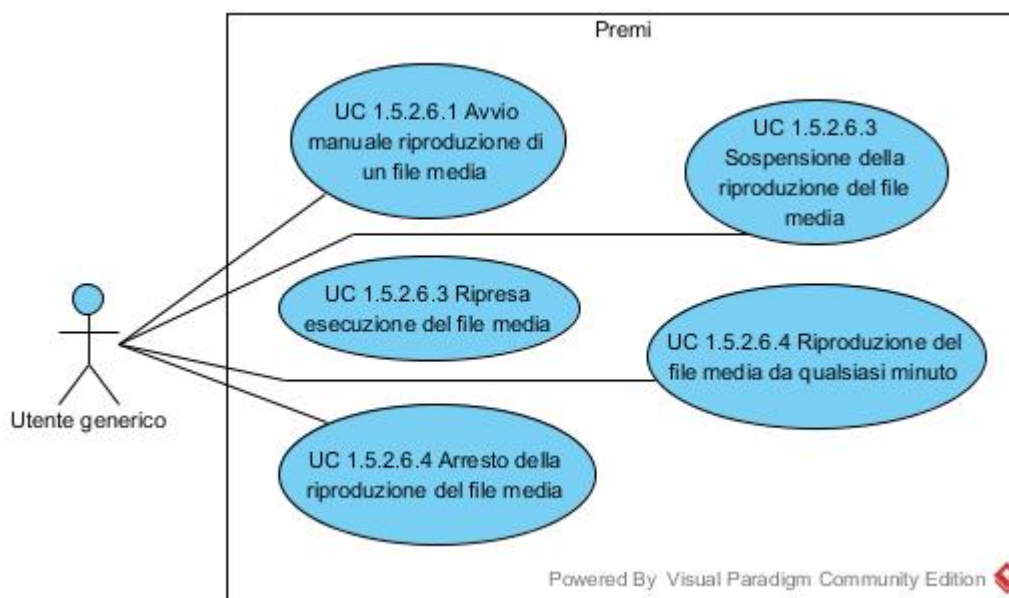 Premi
UC 1.5.2.6.1 Avvio
manuale riproduzione di
un file media
UC 1.5.2.6.3
Sospensione della
riproduzione del file
media
UC 1.5.2.6.3 Ripresa
esecuzione del file media
UC 1.5.2.6.4 Riproduzione del
file media da qualsiasi minuto
Utente generico
UC 1.5.2.6.4 Arresto della
riproduzione del file media
Powered By Visual Paradigm Community Edition